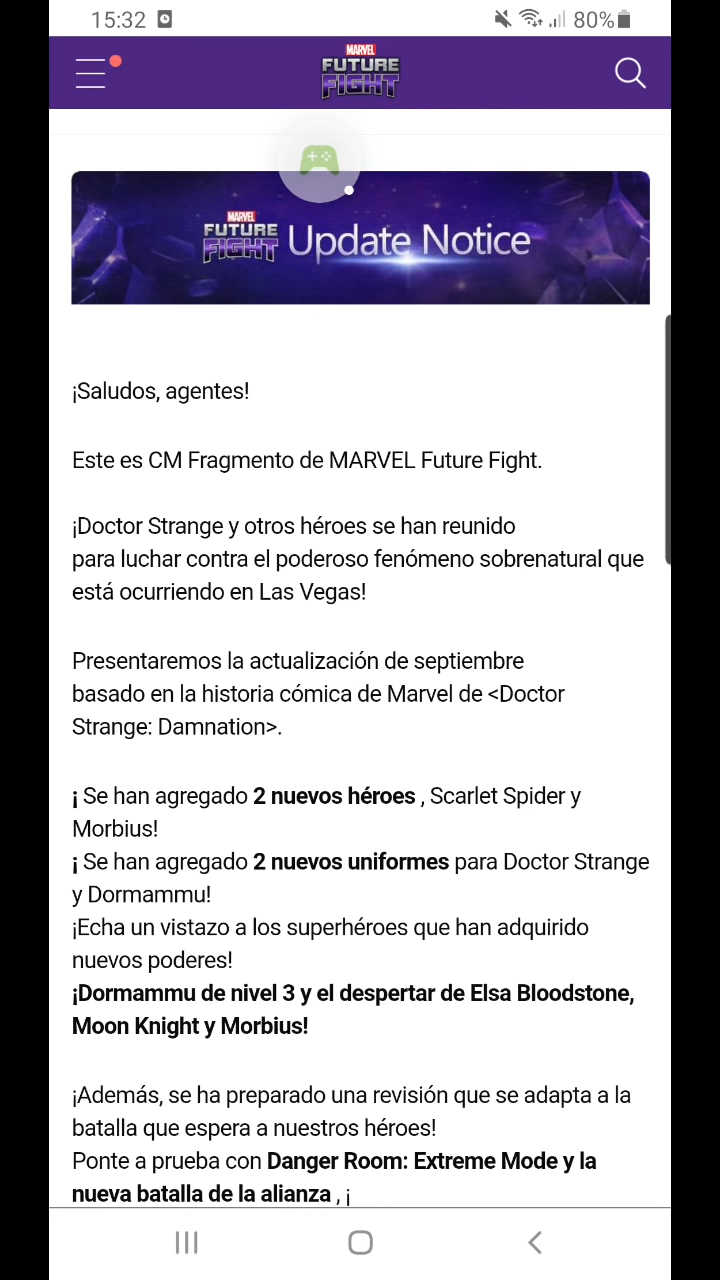 15:32
80%
MARVEL
FUTURE
FIGHT
MARVEL
FUTURE
FIGHT
Update Notice
¡Saludos, agentes!
Este es CM Fragmento de MARVEL Future Fight.
¡Doctor Strange y otros héroes se han reunido
para luchar contra el poderoso fenómeno sobrenatural que
está ocurriendo en Las Vegas!
Presentaremos la actualización de septiembre
basado en la historia cómica de Marvel de <Doctor
Strange: Damnation>.
¡ Se han agregado 2 nuevos héroes , Scarlet Spider y
Morbius!
¡ Se han agregado 2 nuevos uniformes para Doctor Strange
y Dormammu!
¡Echa un vistazo a los superhéroes que han adquirido
nuevos poderes!
¡Dormammu de nivel 3 y el despertar de Elsa Bloodstone,
Moon Knight y Morbius!
¡Además, se ha preparado una revisión que se adapta a la
batalla que espera a nuestros héroes!
Ponte a prueba con Danger Room: Extreme Mode y la
nueva batalla de la alianza , ¡